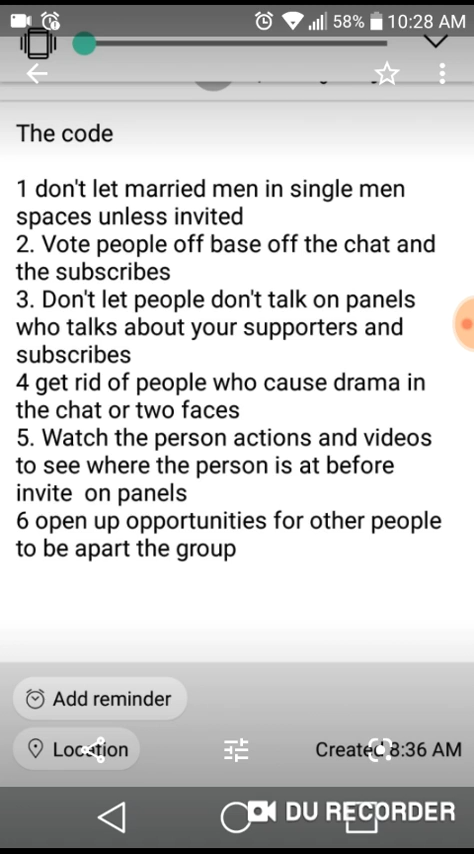 58% 10:28 AM
The code
1 don't let married men in single men
spaces unless invited
2. Vote people off base off the chat and
the subscribes
3. Don't let people don't talk on panels
who talks about your supporters and
subscribes
4 get rid of people who cause drama in
the chat or two faces
5. Watch the person actions and videos
to see where the person is at before
invite on panels
6 open up opportunities for other people
to be apart the group
Add reminder
Location Created 8:36 AM
DU RECORDER